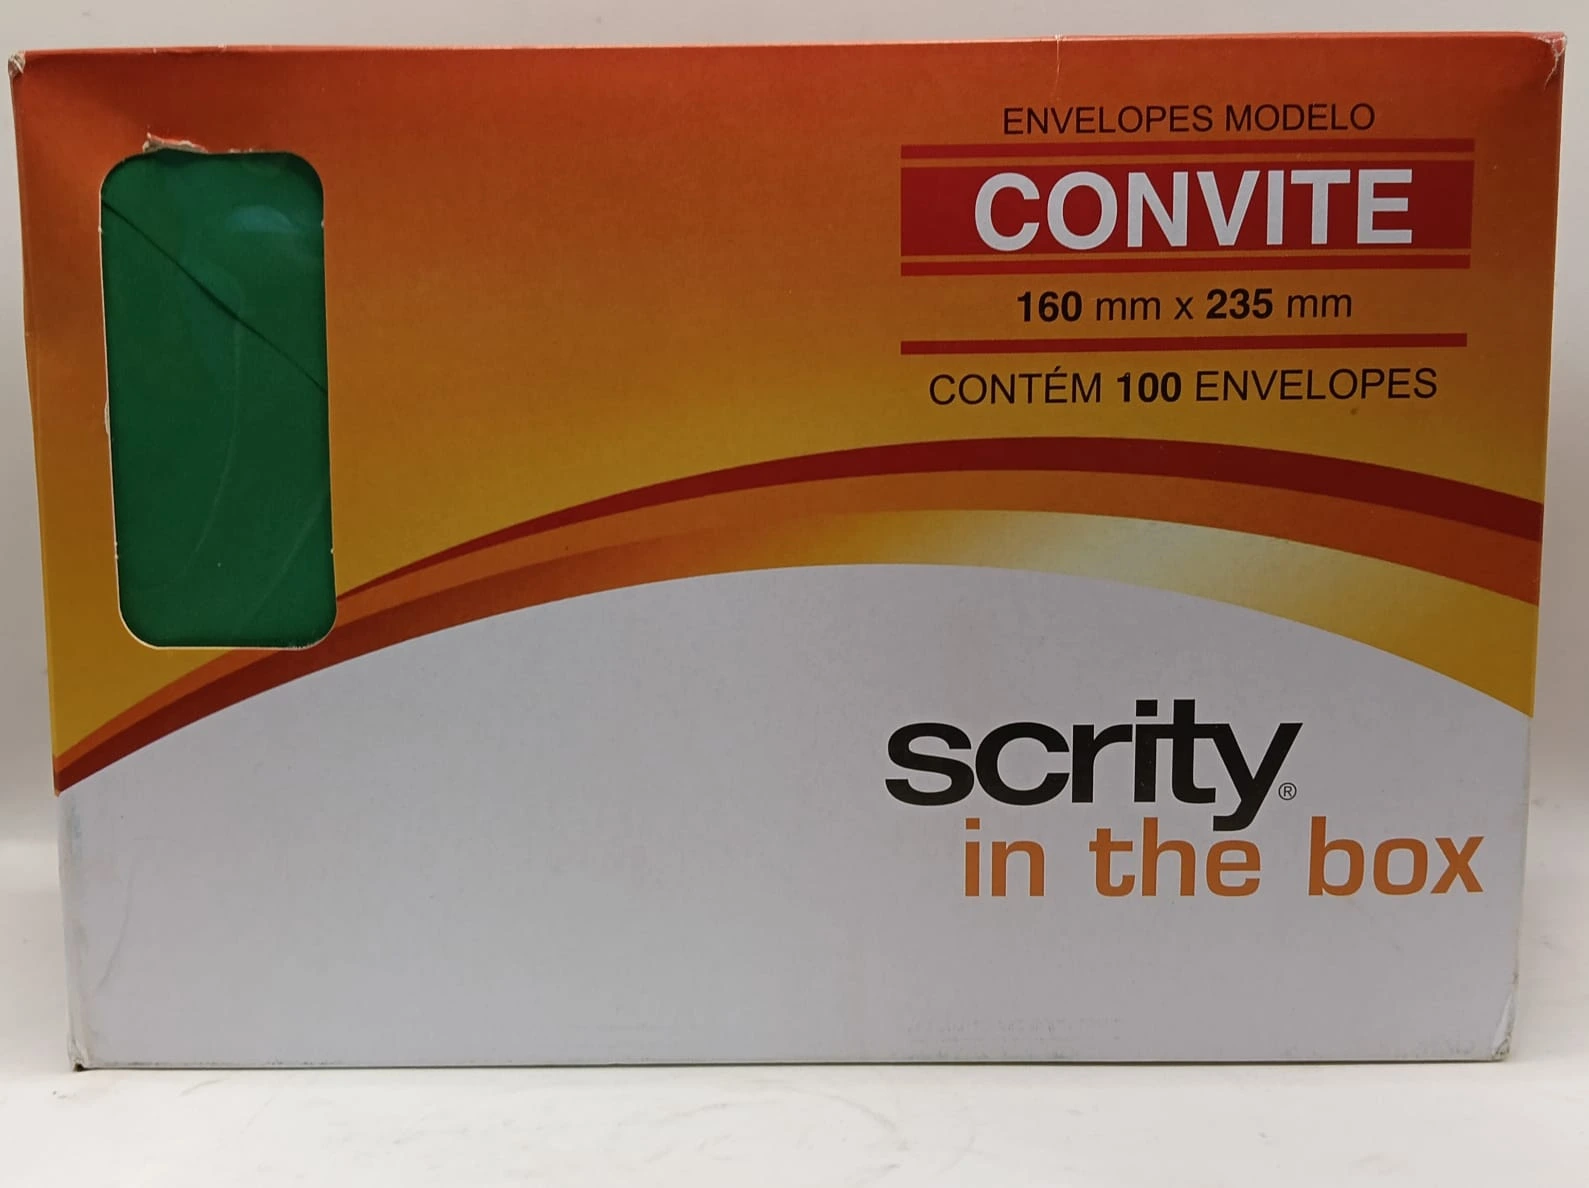 ENVELOPES MODELO
CONVITE
160 mm x 235 mm
CONTÉM 100 ENVELOPES
scrity®
in the box